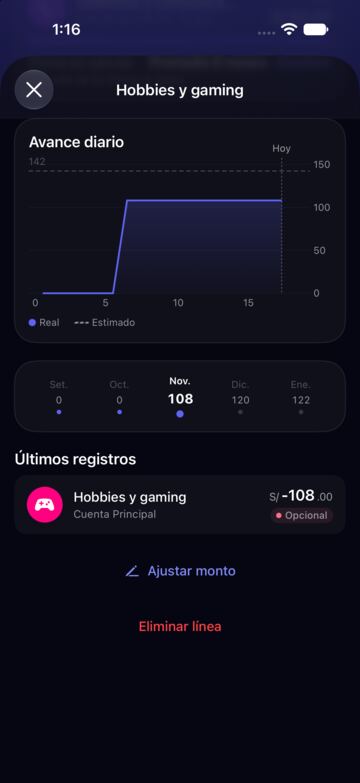 1:16
Hobbies y gaming
Avance diario
Hoy
142
150
100
50
0
0 5 10 15
Real Estimado
Set. Oct. Nov. Dic. Ene.
0 0 108 120 122
Últimos registros
Hobbies y gaming
S/ -108.00
Cuenta Principal
Opcional
Ajustar monto
Eliminar línea